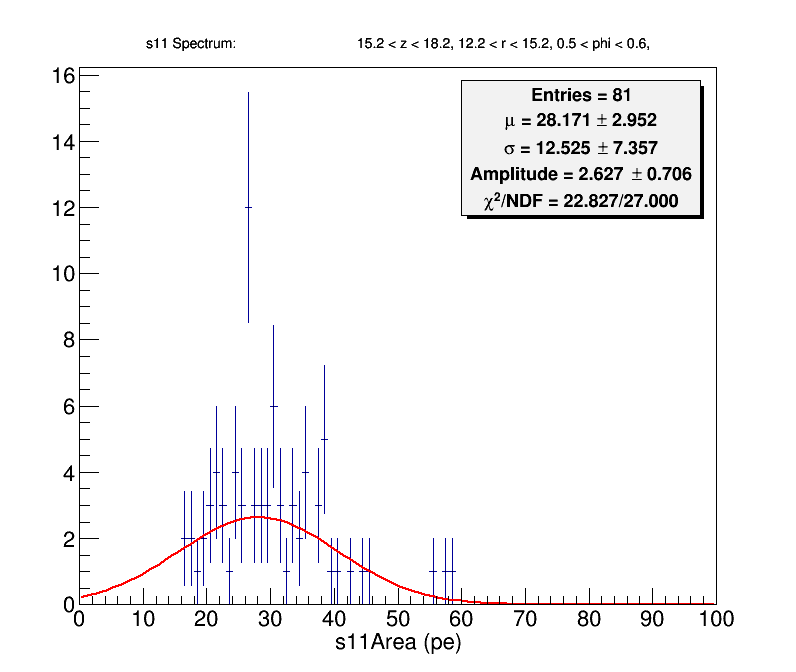 s11 Spectrum: 15.2 < z < 18.2, 12.2 < r < 15.2, 0.5 < phi < 0.6,
Entries = 81
μ = 28.171 ± 2.952
σ = 12.525 ± 7.357
Amplitude = 2.627 ± 0.706
χ²/NDF = 22.827/27.000
16
14
12
10
8
6
4
2
0
0 10 20 30 40 50 60 70 80 90 100
s11Area (pe)